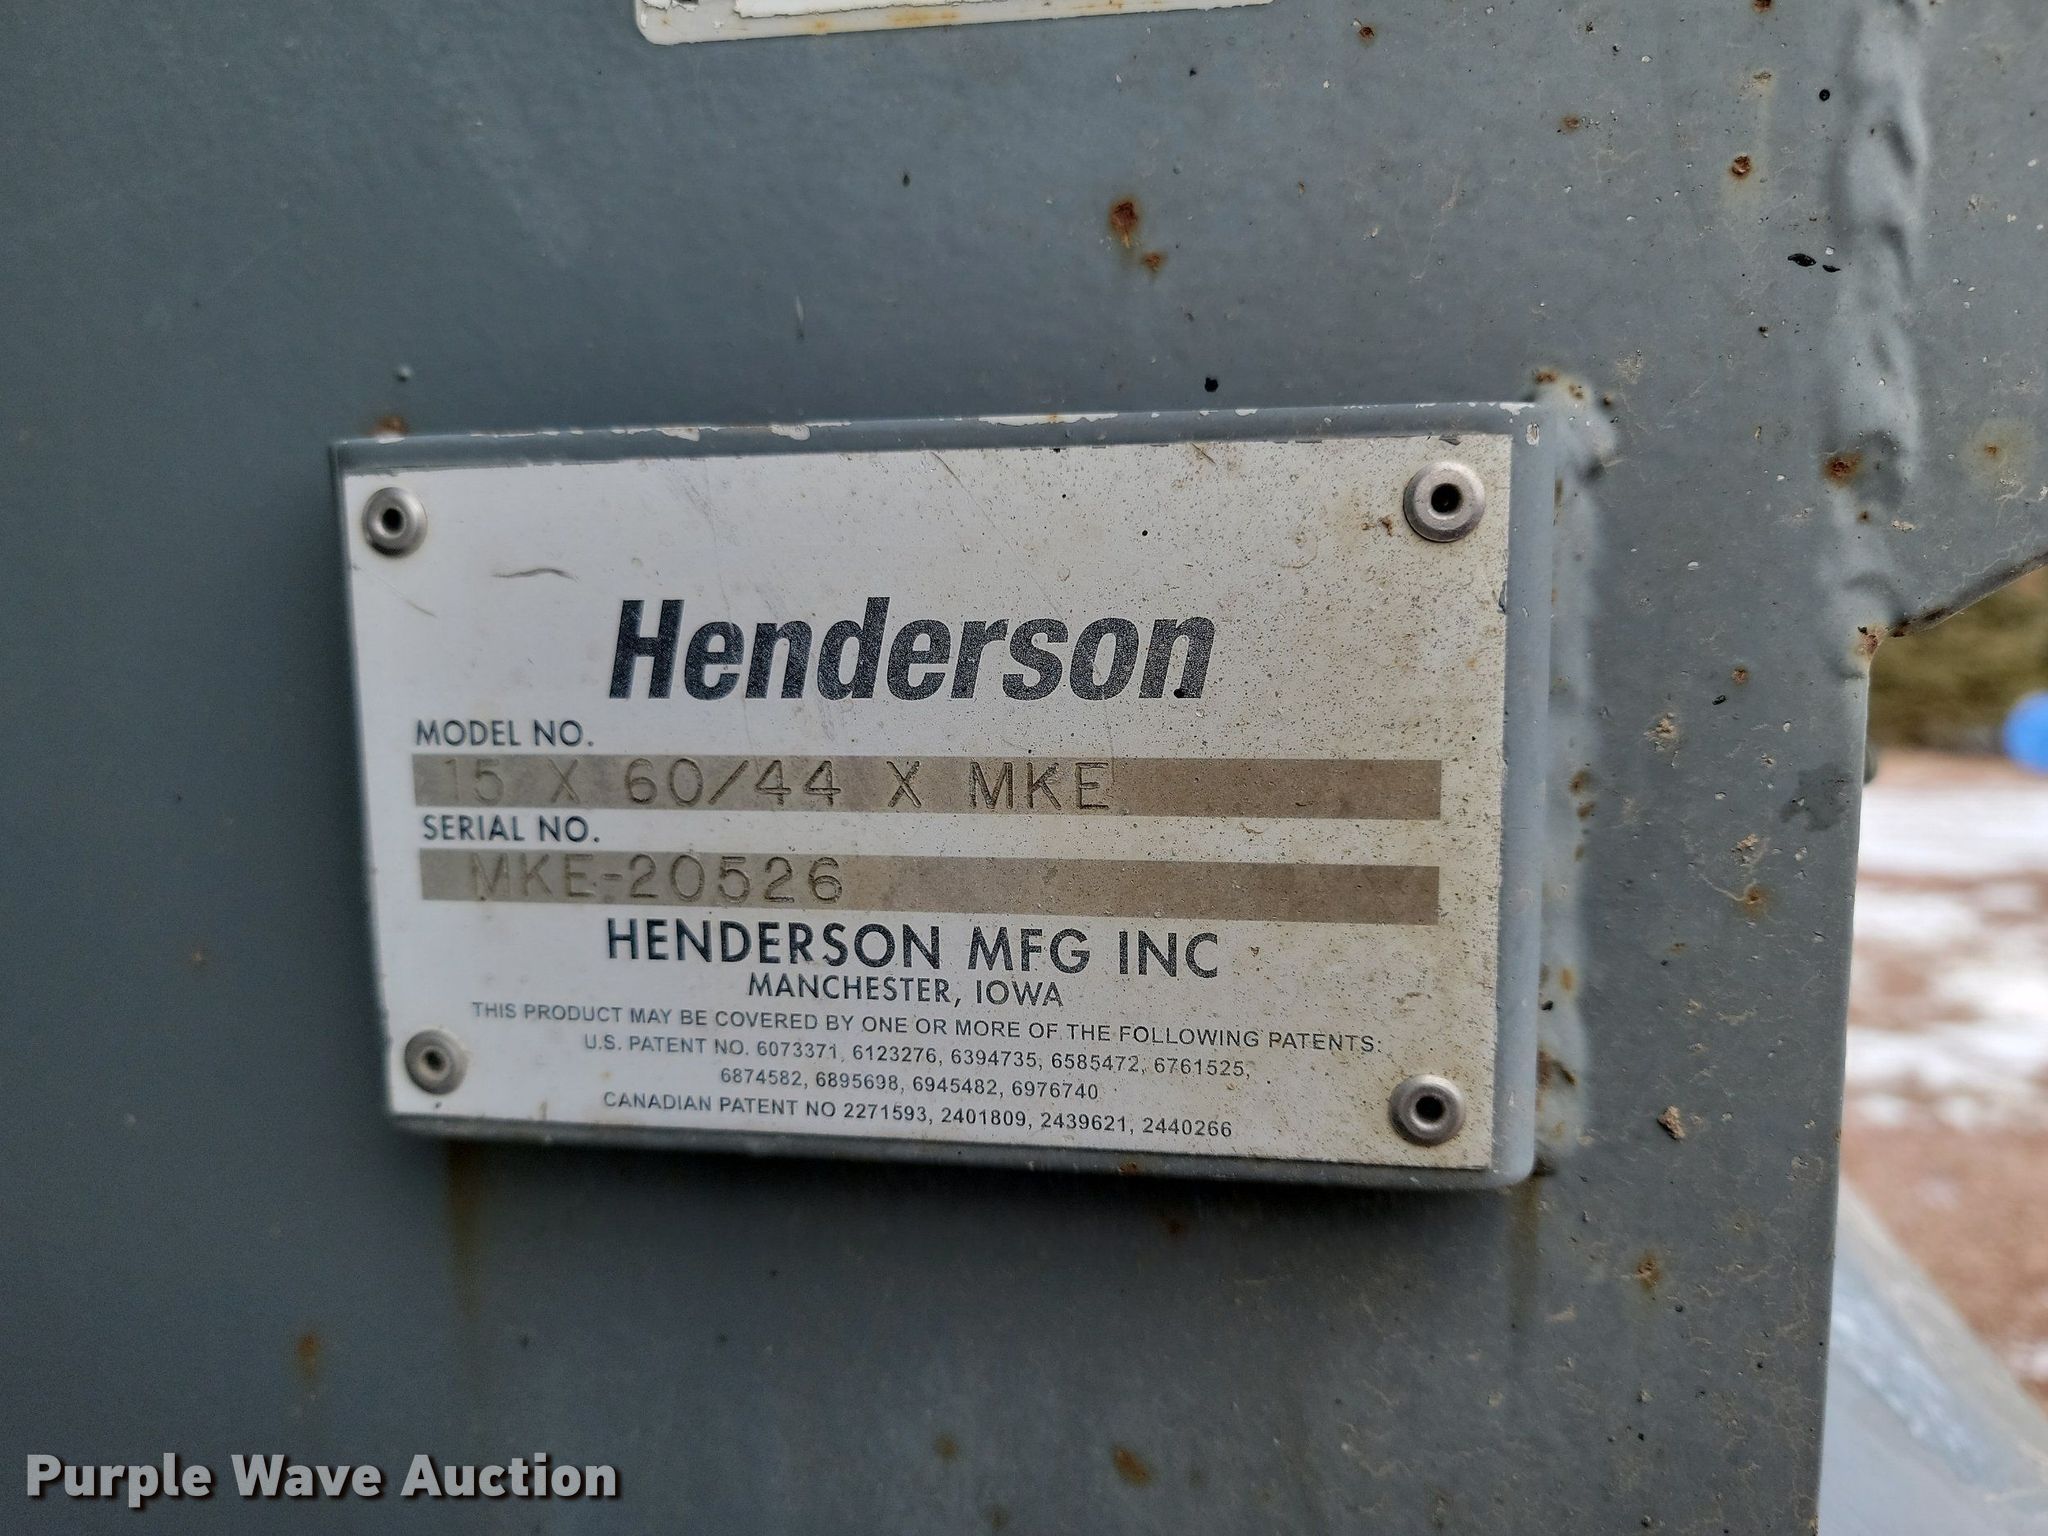 Henderson
MODEL NO.
15 X 60/44 X MKE
SERIAL NO.
MKE-20526
HENDERSON MFG INC
MANCHESTER, IOWA
THIS PRODUCT MAY BE COVERED BY ONE OR MORE OF THE FOLLOWING PATENTS:
U.S. PATENT NO. 6073371, 6123276, 6394735, 6585472, 6761525,
6874582, 6895698, 6945482, 6976740
CANADIAN PATENT NO 2271593, 2401809, 2439621, 2440266
Purple Wave Auction